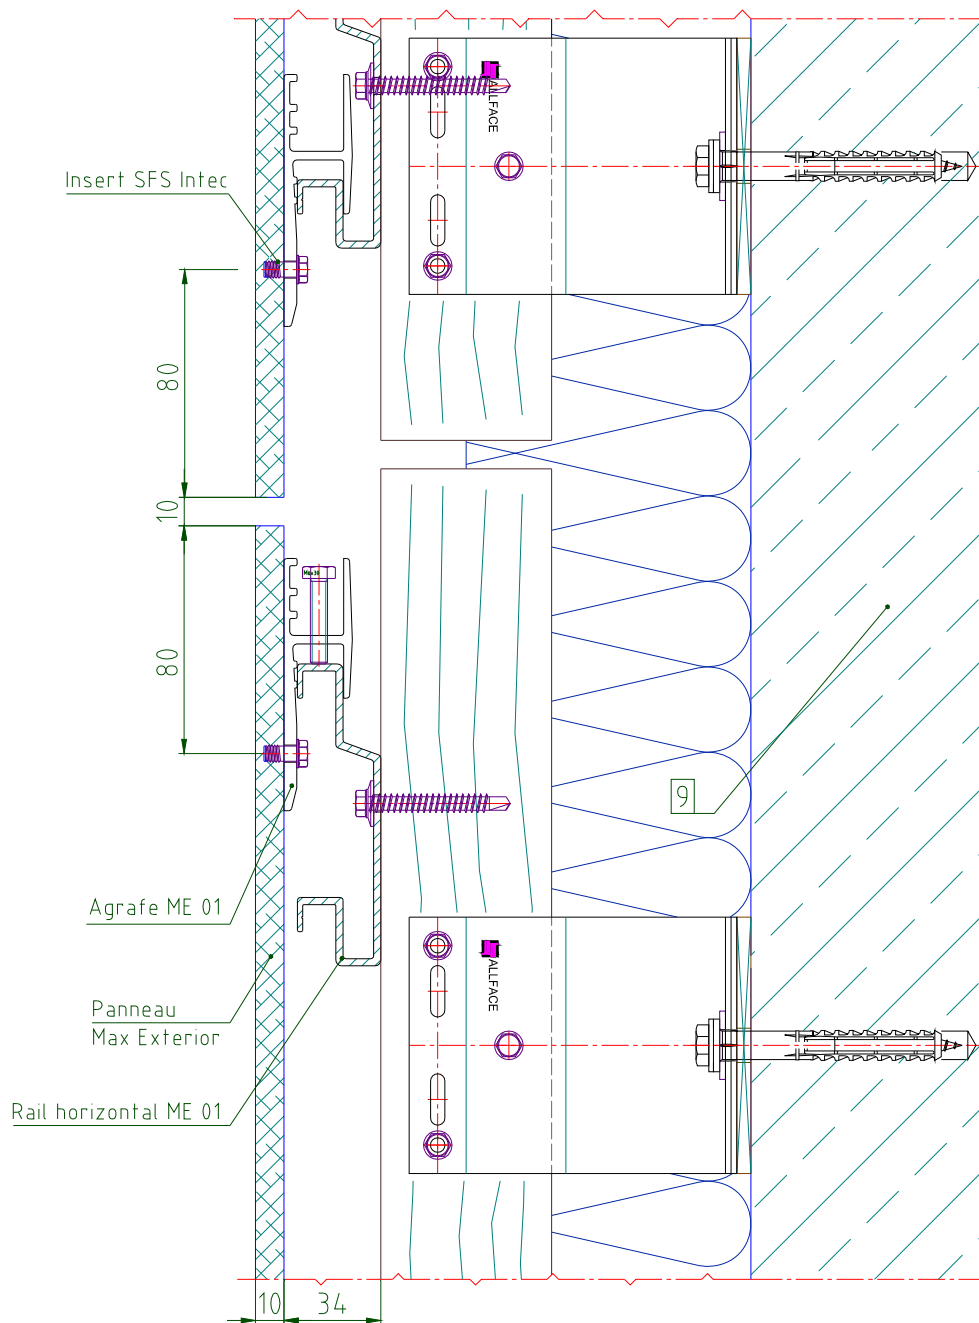 ALLFACE
Insert SFS Intec
80
10
M6x30
80
9
Agrafe ME 01
ALLFACE
Panneau
Max Exterior
Rail horizontal ME 01
10
34